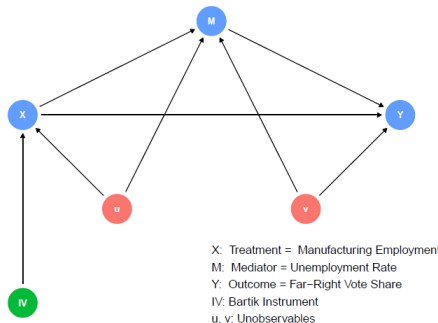 M
X
Y
u
v
IV
X: Treatment = Manufacturing Employment
M: Mediator = Unemployment Rate
Y: Outcome = Far−Right Vote Share
IV: Bartik Instrument
u, v: Unobservables